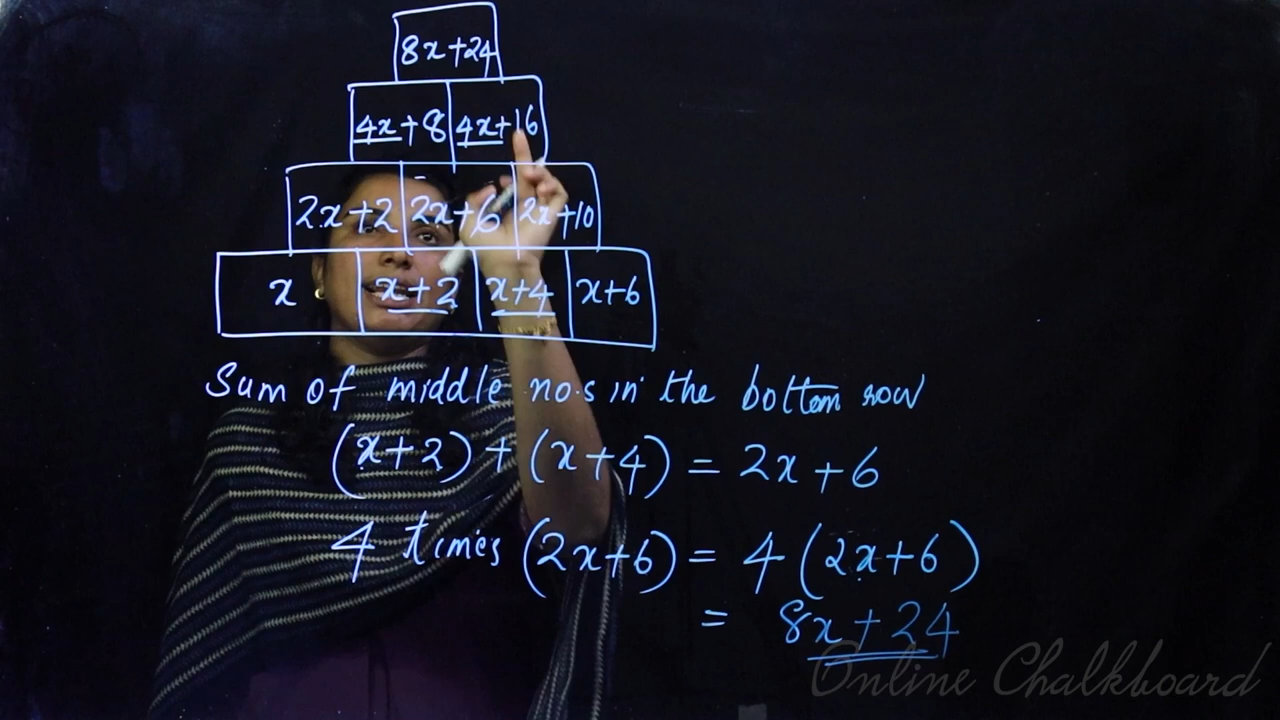 8x+24
4x+8 4x+16
2x+2 2x+6 2x+10
x x+2 x+4 x+6
Sum of middle no.s in the bottom row
(x+2) + (x+4) = 2x+6
4 times (2x+6) = 4(2x+6)
= 8x+24
Online Chalkboard